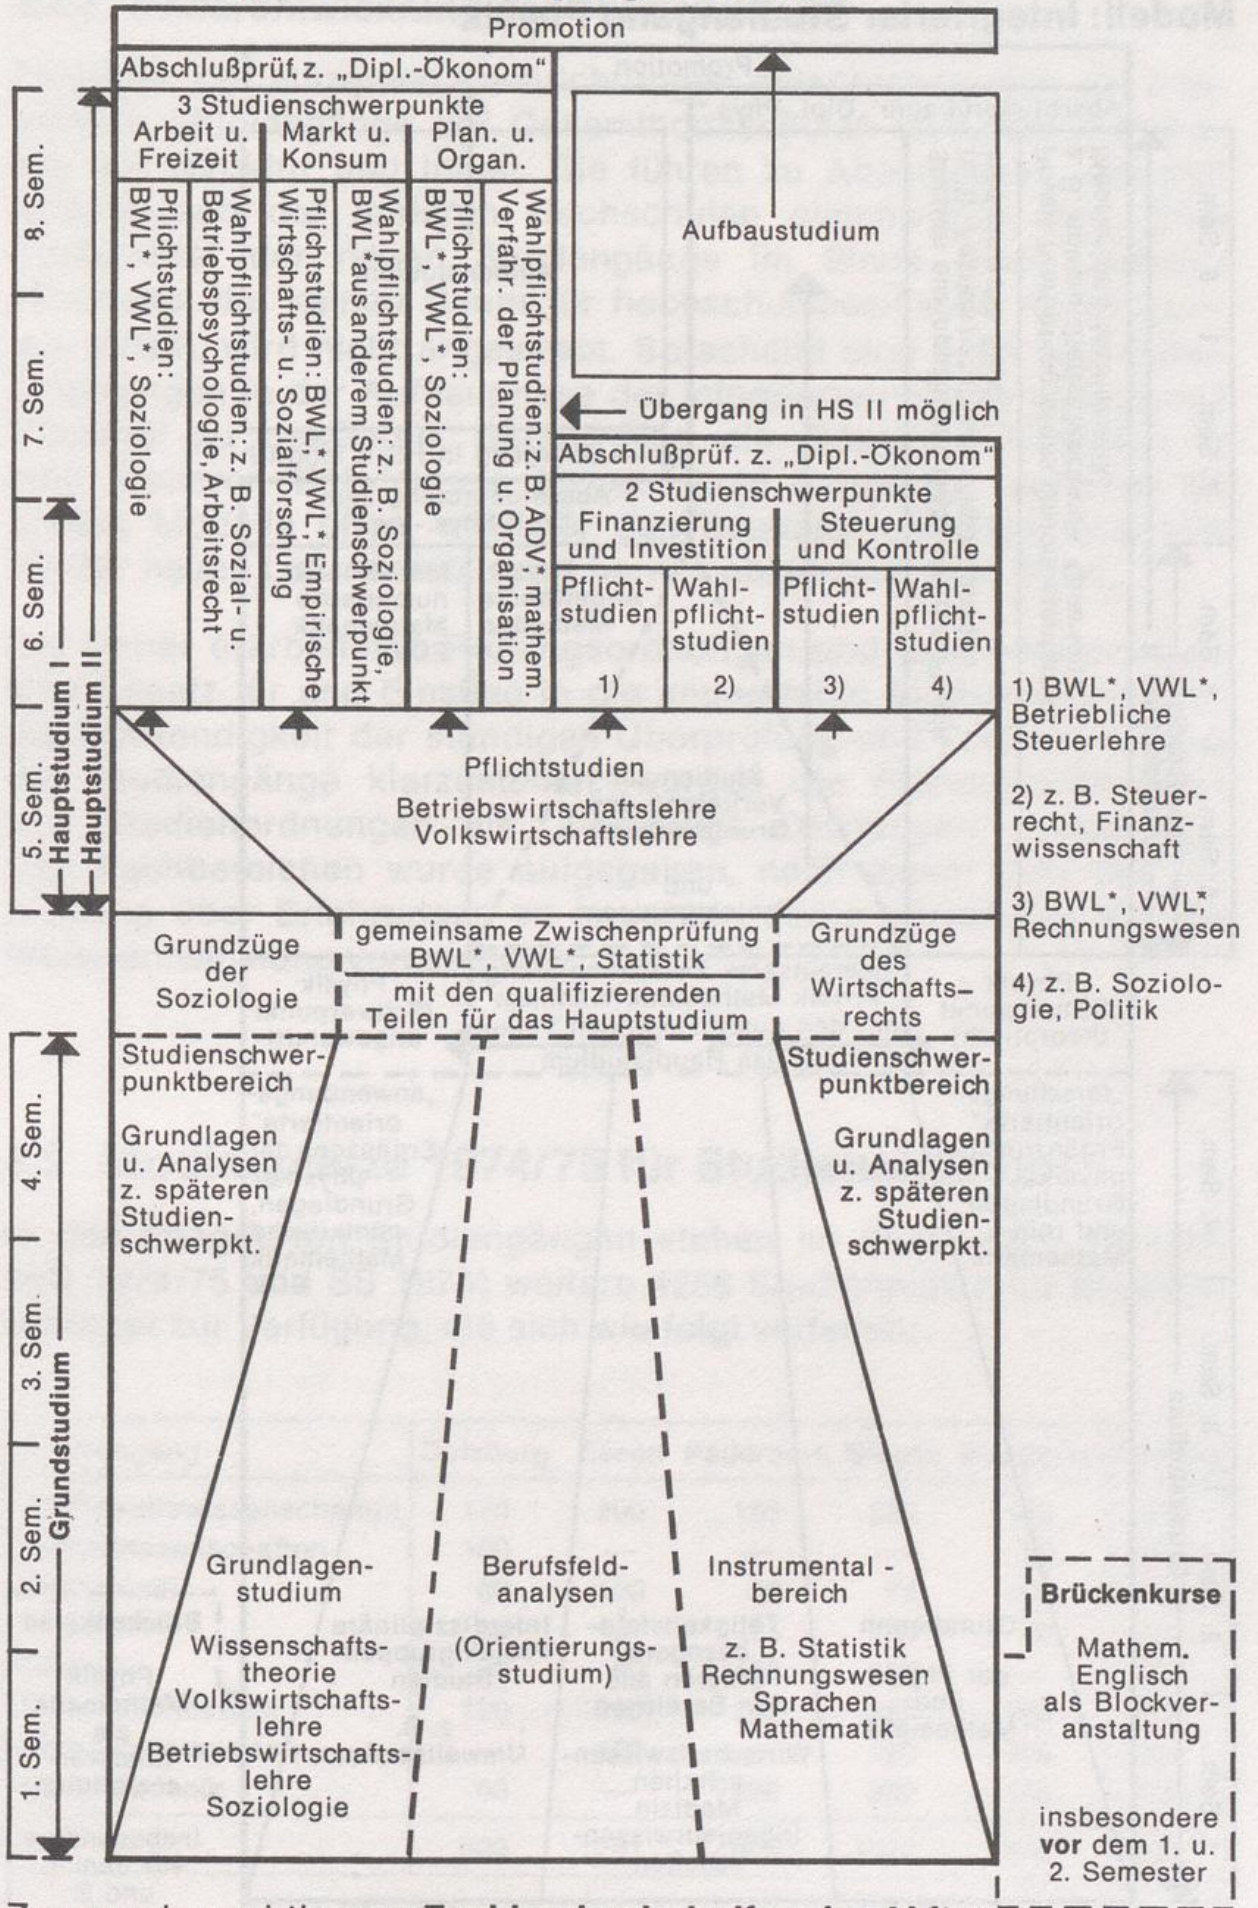 Promotion
Abschlußprüf. z. „Dipl.-Ökonom“
3 Studienschwerpunkte
Arbeit u.
Freizeit
Markt u.
Konsum
Plan. u.
Organ.
Pflichtstudien:
BWL*, VWL*, Soziologie
Wahlpflichtstudien: z. B. Sozial- u.
Betriebspsychologie, Arbeitsrecht
Pflichtstudien: BWL*, VWL*, Empirische
Wirtschafts- u. Sozialforschung
Wahlpflichtstudien: z. B. Soziologie,
BWL* aus anderem Studienschwerpunkt
Pflichtstudien:
BWL*, VWL*, Soziologie
Wahlpflichtstudien: z. B. ADV*, mathem.
Verfahr. der Planung u. Organisation
Aufbaustudium
Übergang in HS II möglich
Abschlußprüf. z. „Dipl.-Ökonom“
2 Studienschwerpunkte
Finanzierung
und Investition
Steuerung
und Kontrolle
Pflicht-
studien
1)
Wahl-
pflicht-
studien
2)
Pflicht-
studien
3)
Wahl-
pflicht-
studien
4)
8. Sem.
7. Sem.
6. Sem.
5. Sem.
Hauptstudium I
Hauptstudium II
Pflichtstudien
Betriebswirtschaftslehre
Volkswirtschaftslehre
1) BWL*, VWL*,
Betriebliche
Steuerlehre
2) z. B. Steuer-
recht, Finanz-
wissenschaft
3) BWL*, VWL*,
Rechnungswesen
4) z. B. Soziolo-
gie, Politik
Grundzüge
der
Soziologie
gemeinsame Zwischenprüfung
BWL*, VWL*, Statistik
mit den qualifizierenden
Teilen für das Hauptstudium
Grundzüge
des
Wirtschafts-
rechts
4. Sem.
3. Sem.
2. Sem.
1. Sem.
Grundstudium
Studienschwer-
punktbereich
Grundlagen
u. Analysen
z. späteren
Studien-
schwerpkt.
Studienschwer-
punktbereich
Grundlagen
u. Analysen
z. späteren
Studien-
schwerpkt.
Grundlagen-
studium
Wissenschafts-
theorie
Volkswirtschafts-
lehre
Betriebswirtschafts-
lehre
Soziologie
Berufsfeld-
analysen
(Orientierungs-
studium)
Instrumental -
bereich
z. B. Statistik
Rechnungswesen
Sprachen
Mathematik
Brückenkurse
Mathem.
Englisch
als Blockver-
anstaltung
insbesondere
vor dem 1. u.
2. Semester